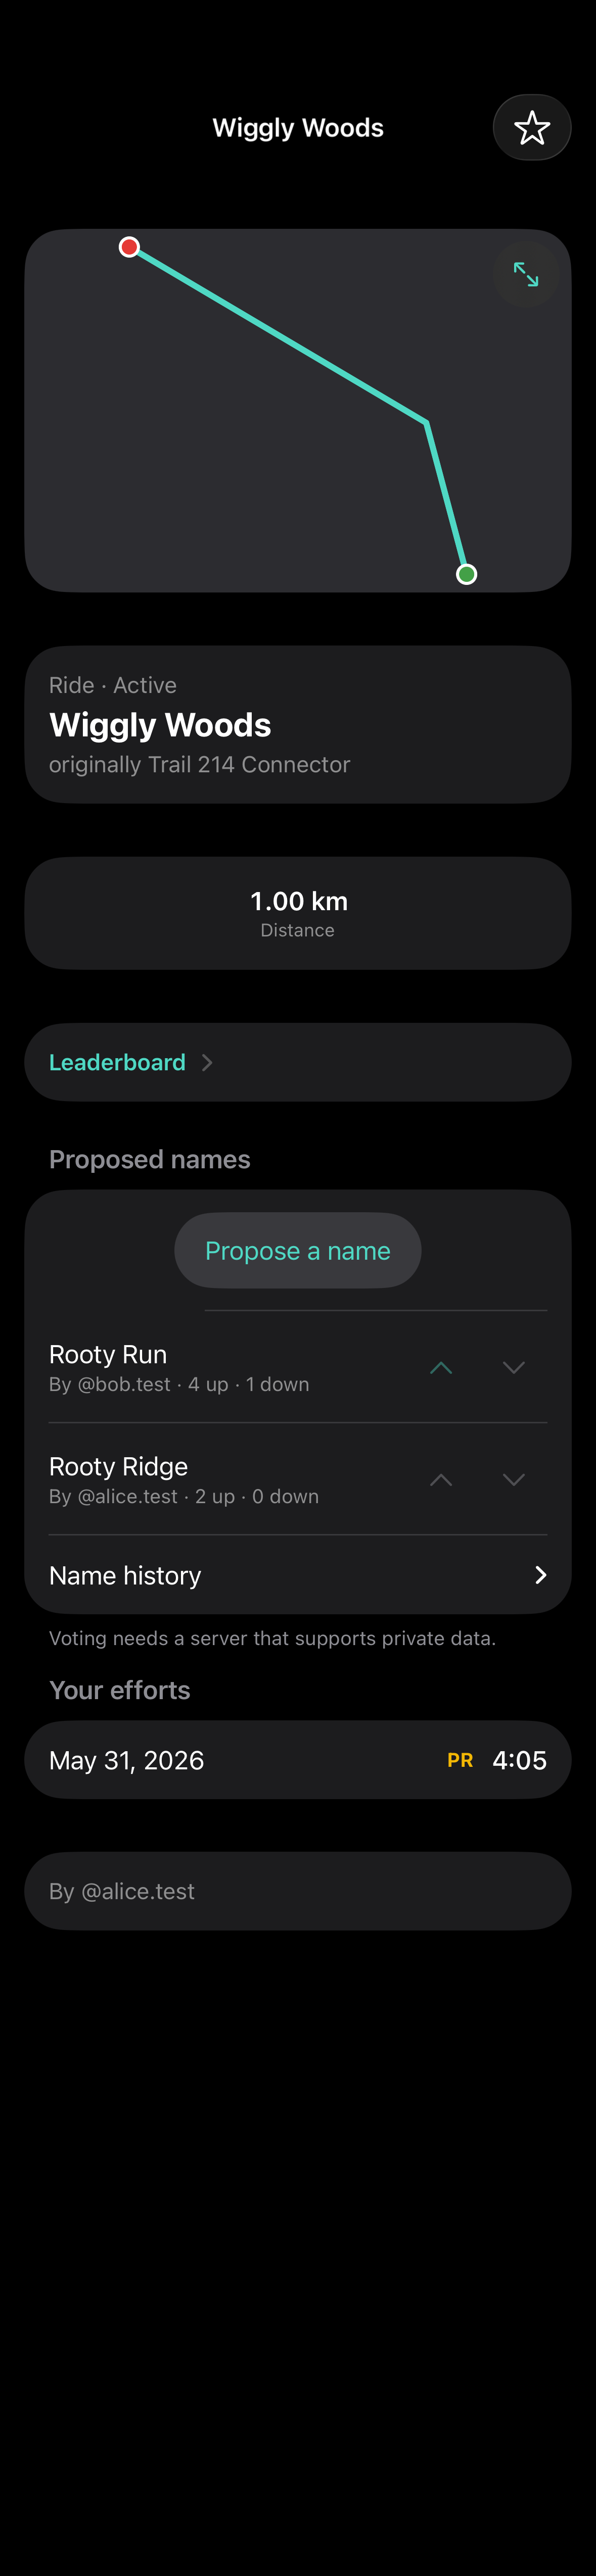 Wiggly Woods
Ride · Active
Wiggly Woods
originally Trail 214 Connector
1.00 km
Distance
Leaderboard
Proposed names
Propose a name
Rooty Run
By @bob.test · 4 up · 1 down
Rooty Ridge
By @alice.test · 2 up · 0 down
Name history
Voting needs a server that supports private data.
Your efforts
May 31, 2026 PR 4:05
By @alice.test